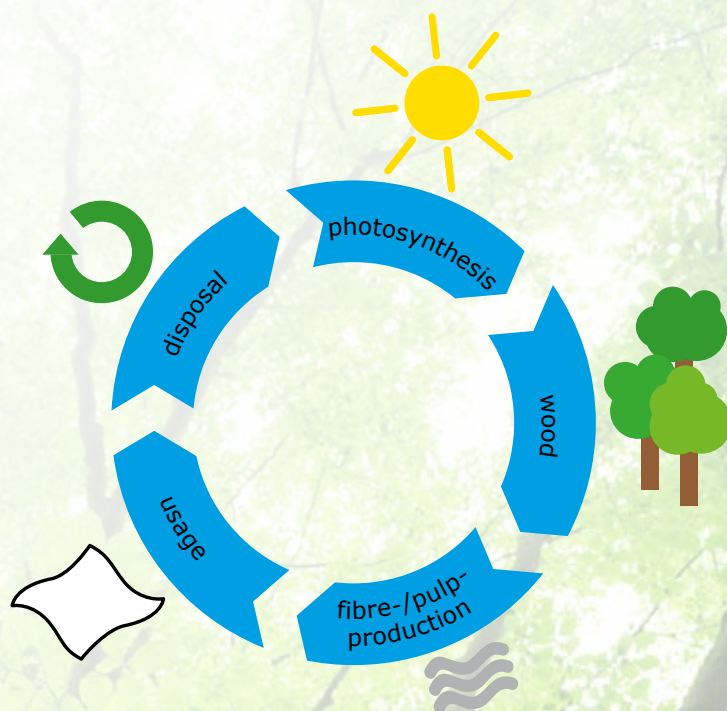 photosynthesis
wood
fibre-/pulp-
production
usage
disposal